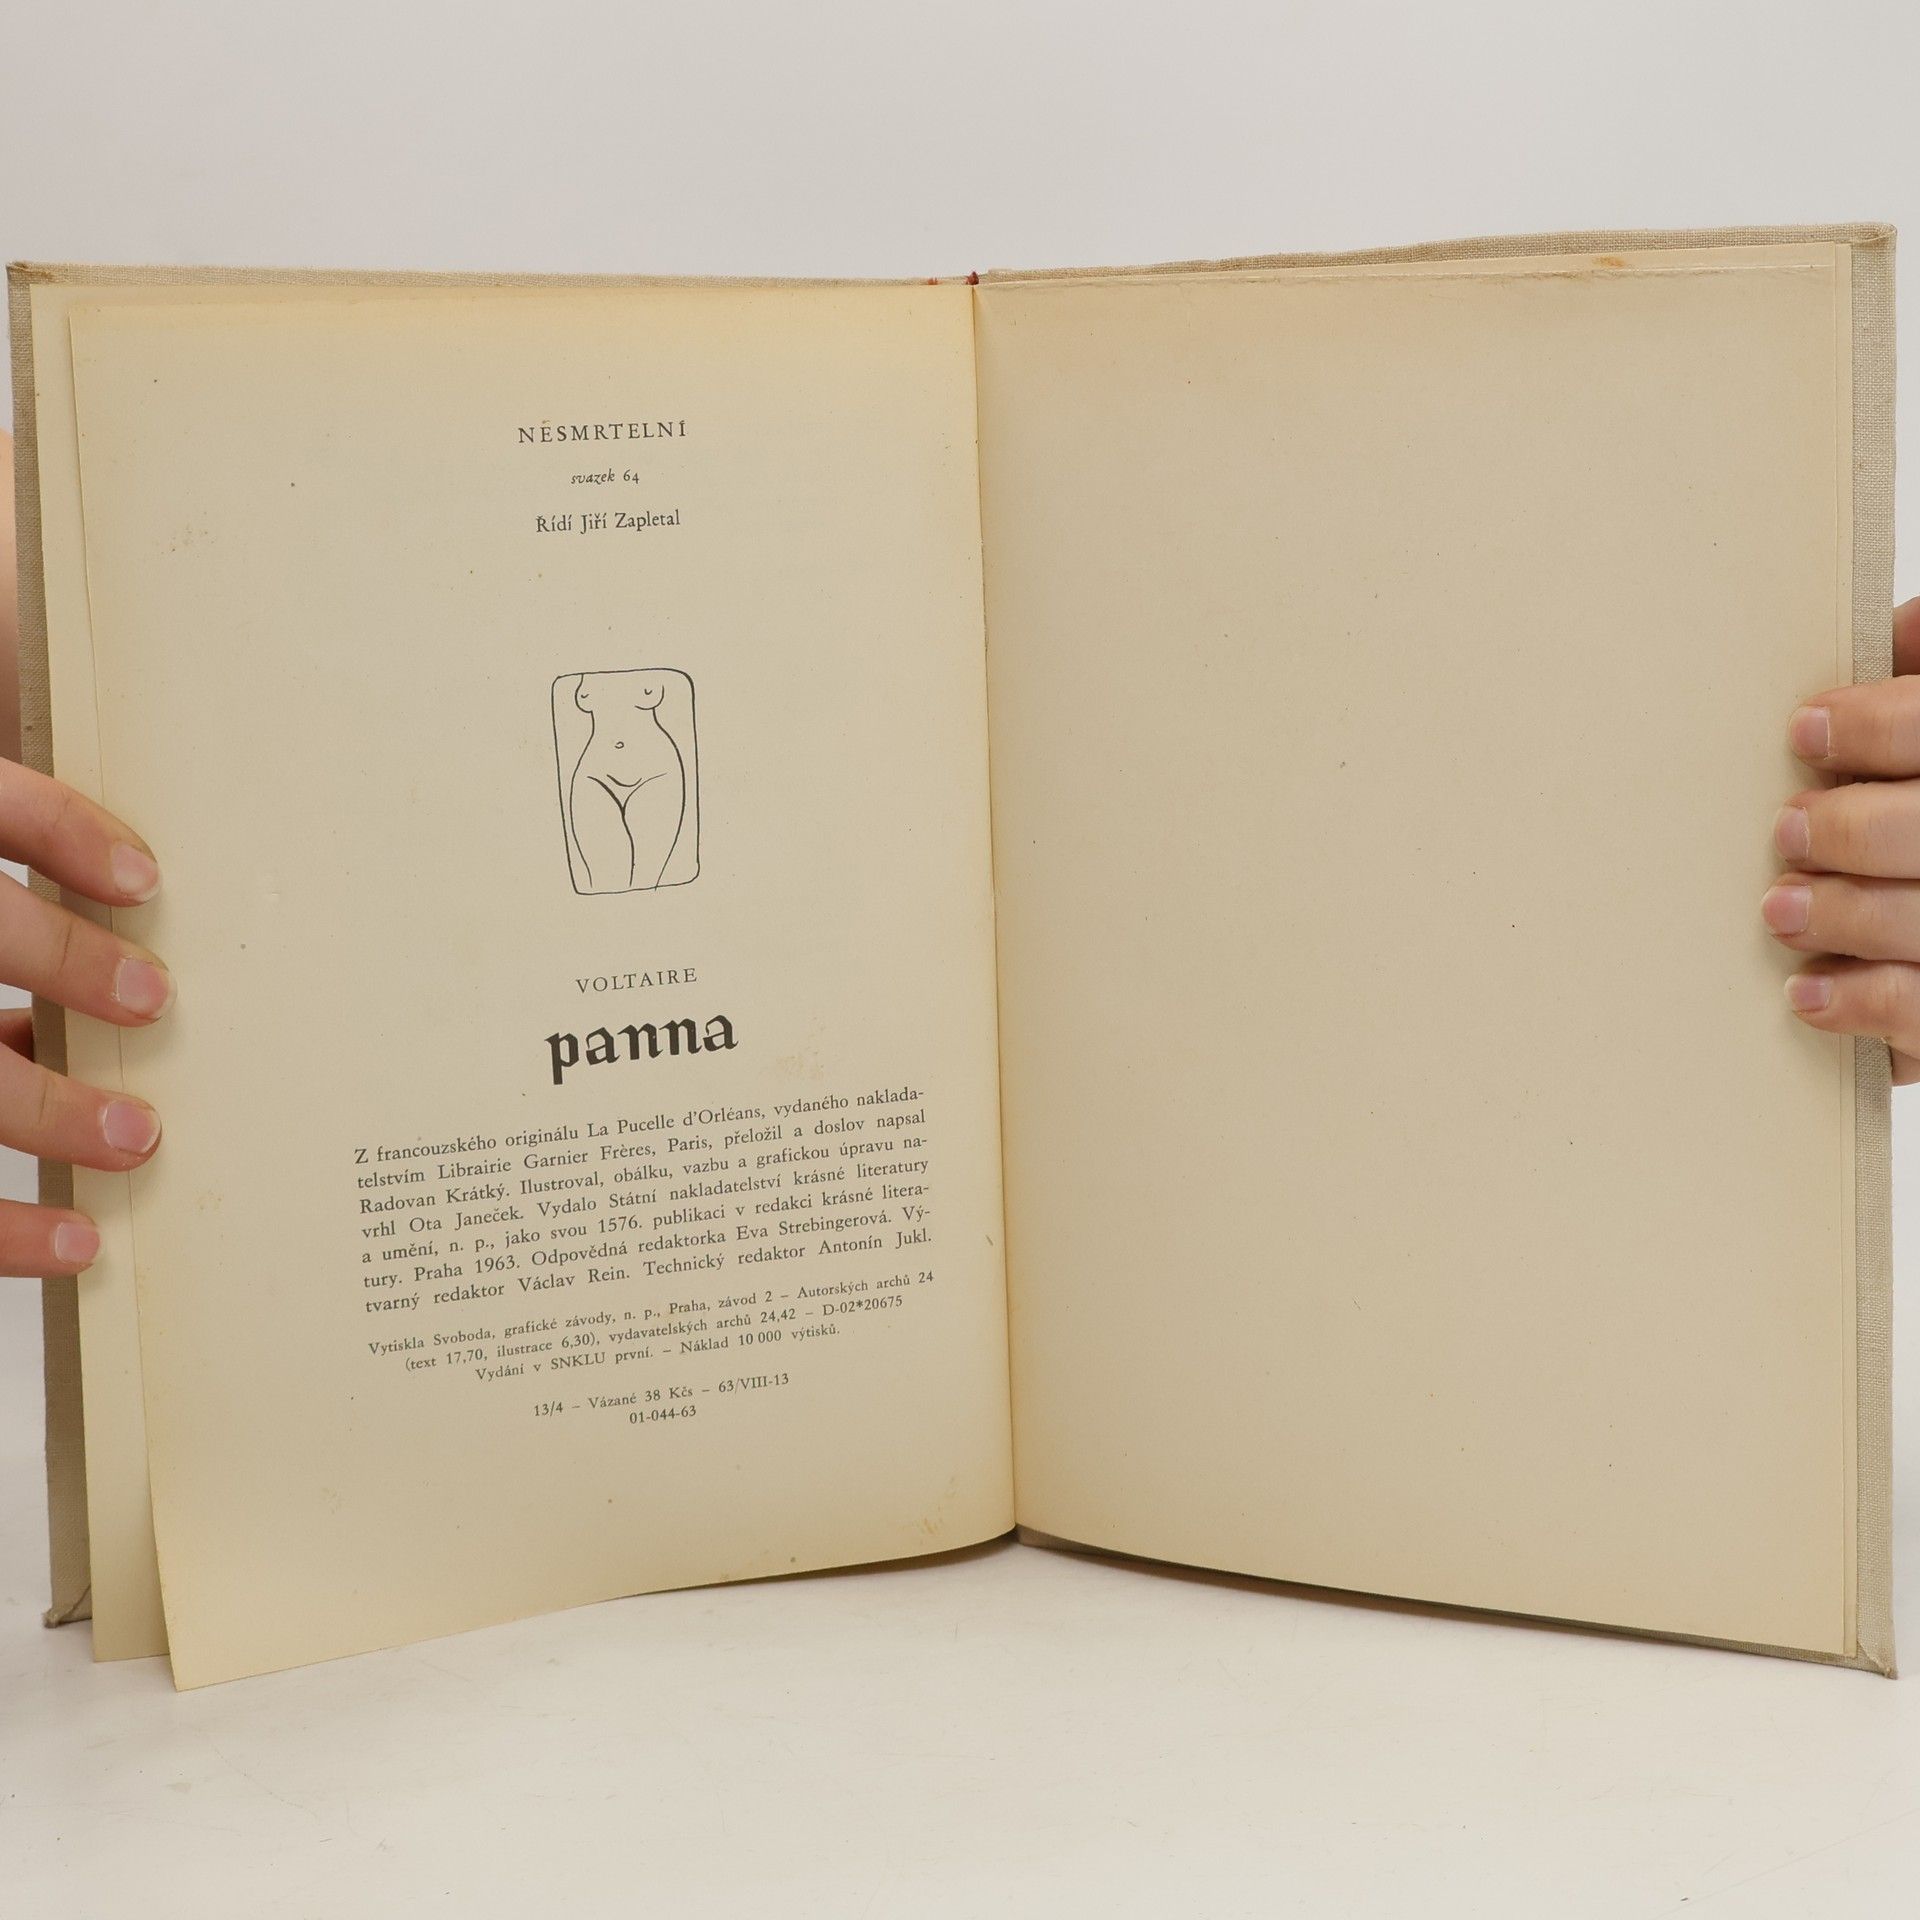 NESMRTELNÍ
svazek 64
Řídí Jiří Zapletal
VOLTAIRE
panna
Z francouzského originálu La Pucelle d'Orléans, vydaného naklada-
telstvím Librairie Garnier Frères, Paris, přeložil a doslov napsal
Radovan Krátký. Ilustroval, obálku, vazbu a grafickou úpravu na-
vrhl Ota Janeček. Vydalo Státní nakladatelství krásné literatury
a umění, n. p., jako svou 1576. publikaci v redakci krásné litera-
tury. Praha 1963. Odpovědná redaktorka Eva Strebingerová. Vý-
tvarný redaktor Václav Rein. Technický redaktor Antonín Jukl.
Vytiskla Svoboda, grafické závody, n. p., Praha, závod 2 – Autorských archů 24
(text 17,70, ilustrace 6,30), vydavatelských archů 24,42 – D-02*20675
Vydání v SNKLU první. – Náklad 10 000 výtisků.
13/4 – Vázané 38 Kčs – 63/VIII-13
01-044-63